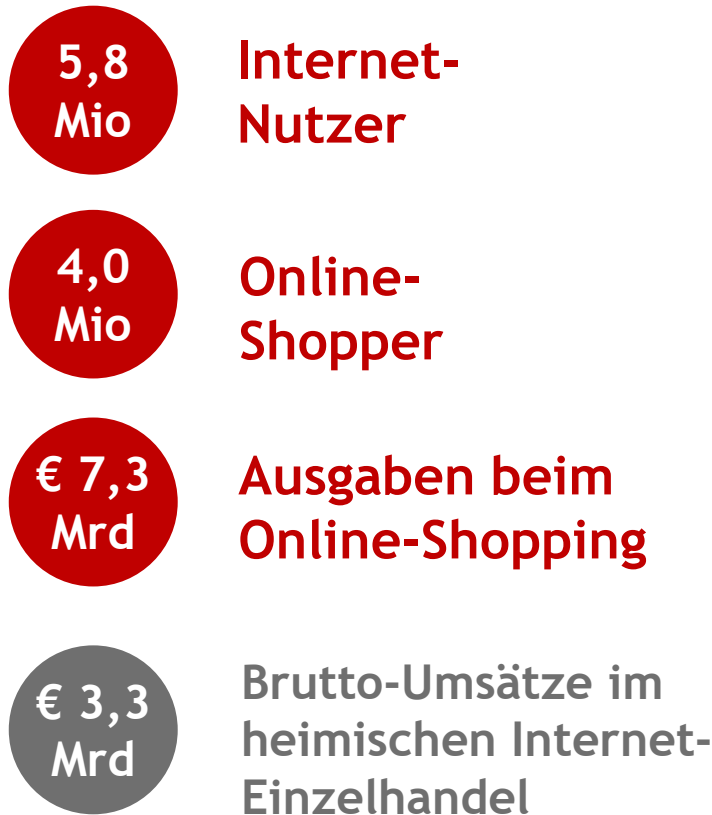 5,8
Mio
Internet-
Nutzer
4,0
Mio
Online-
Shopper
€ 7,3
Mrd
Ausgaben beim
Online-Shopping
€ 3,3
Mrd
Brutto-Umsätze im
heimischen Internet-
Einzelhandel